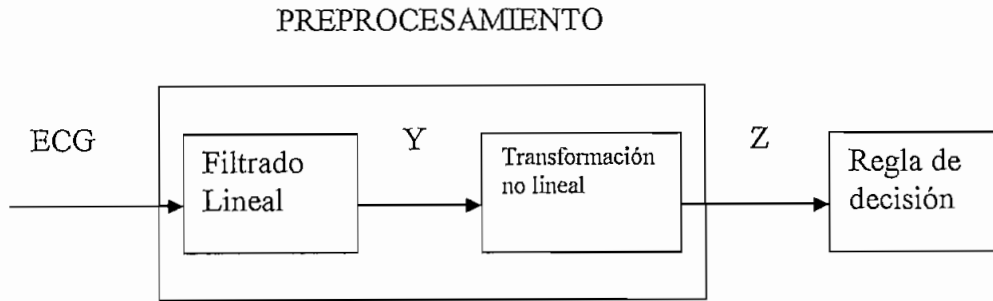 PREPROCESAMIENTO
ECG
Filtrado
Lineal
Y
Transformación
no lineal
Z
Regla de
decisión